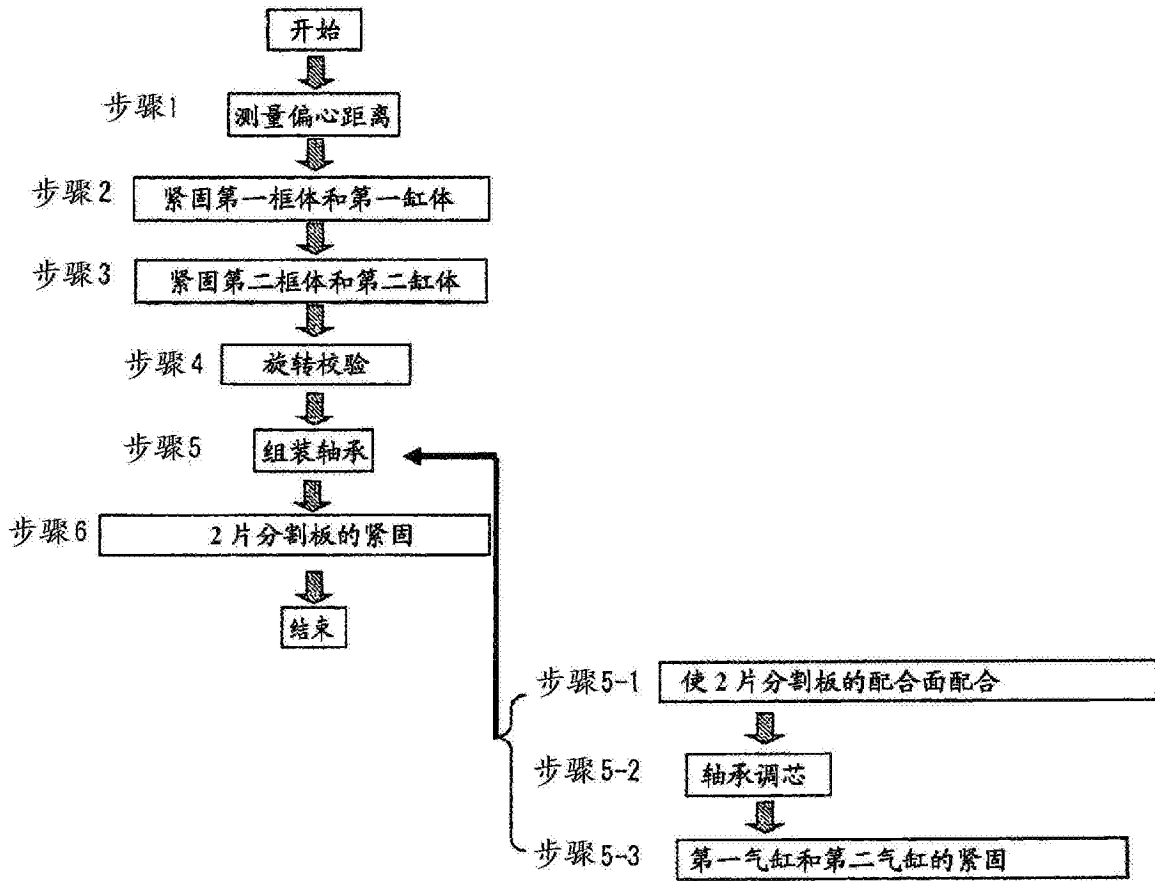 开始
步骤1
测量偏心距离
步骤2
紧固第一框体和第一缸体
步骤3
紧固第二框体和第二缸体
步骤4
旋转校验
步骤5
组装轴承
步骤6
2片分割板的紧固
结束
步骤5-1
使2片分割板的配合面配合
步骤5-2
轴承调芯
步骤5-3
第一气缸和第二气缸的紧固